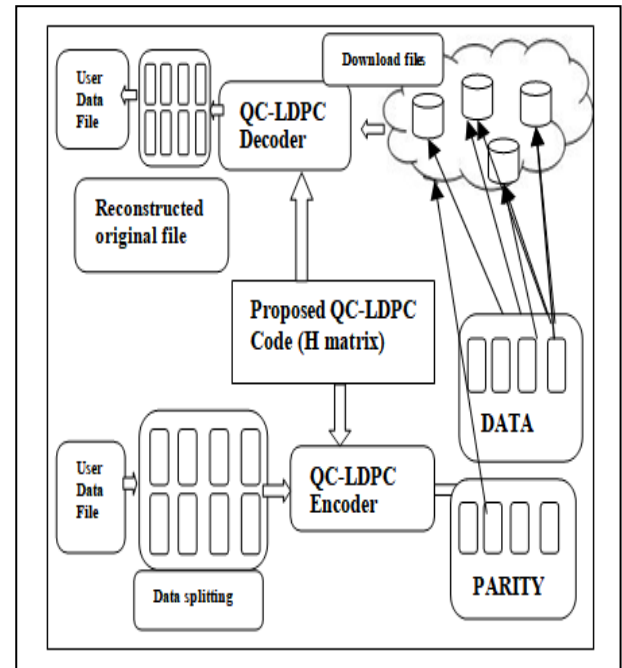 User
Data
File
QC-LDPC
Decoder
Download files
Reconstructed
original file
Proposed QC-LDPC
Code (H matrix)
DATA
User
Data
File
QC-LDPC
Encoder
PARITY
Data splitting